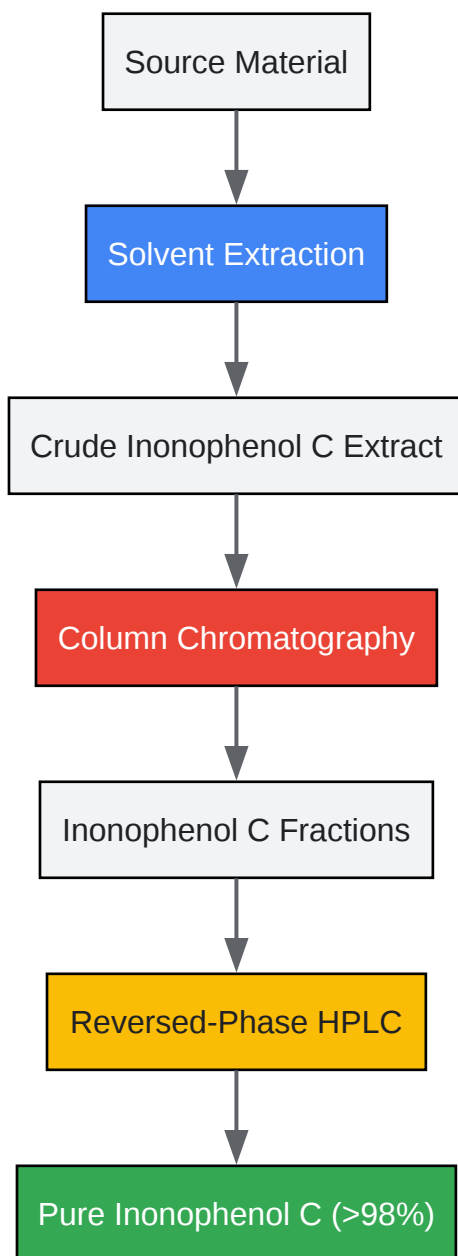 Source Material
Solvent Extraction
Crude Inonophenol C Extract
Column Chromatography
Inonophenol C Fractions
Reversed-Phase HPLC
Pure Inonophenol C (>98%)